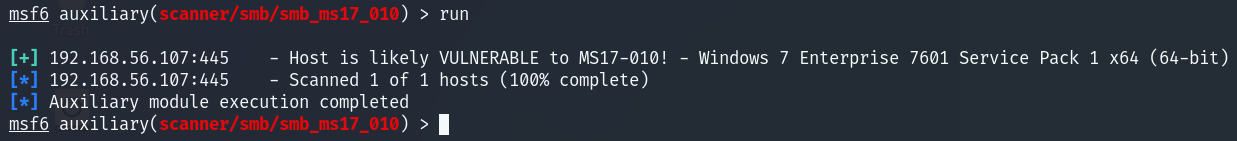 msf6 auxiliary(scanner/smb/smb_ms17_010) > run
[+] 192.168.56.107:445    - Host is likely VULNERABLE to MS17-010! - Windows 7 Enterprise 7601 Service Pack 1 x64 (64-bit)
[*] 192.168.56.107:445    - Scanned 1 of 1 hosts (100% complete)
[*] Auxiliary module execution completed
msf6 auxiliary(scanner/smb/smb_ms17_010) >